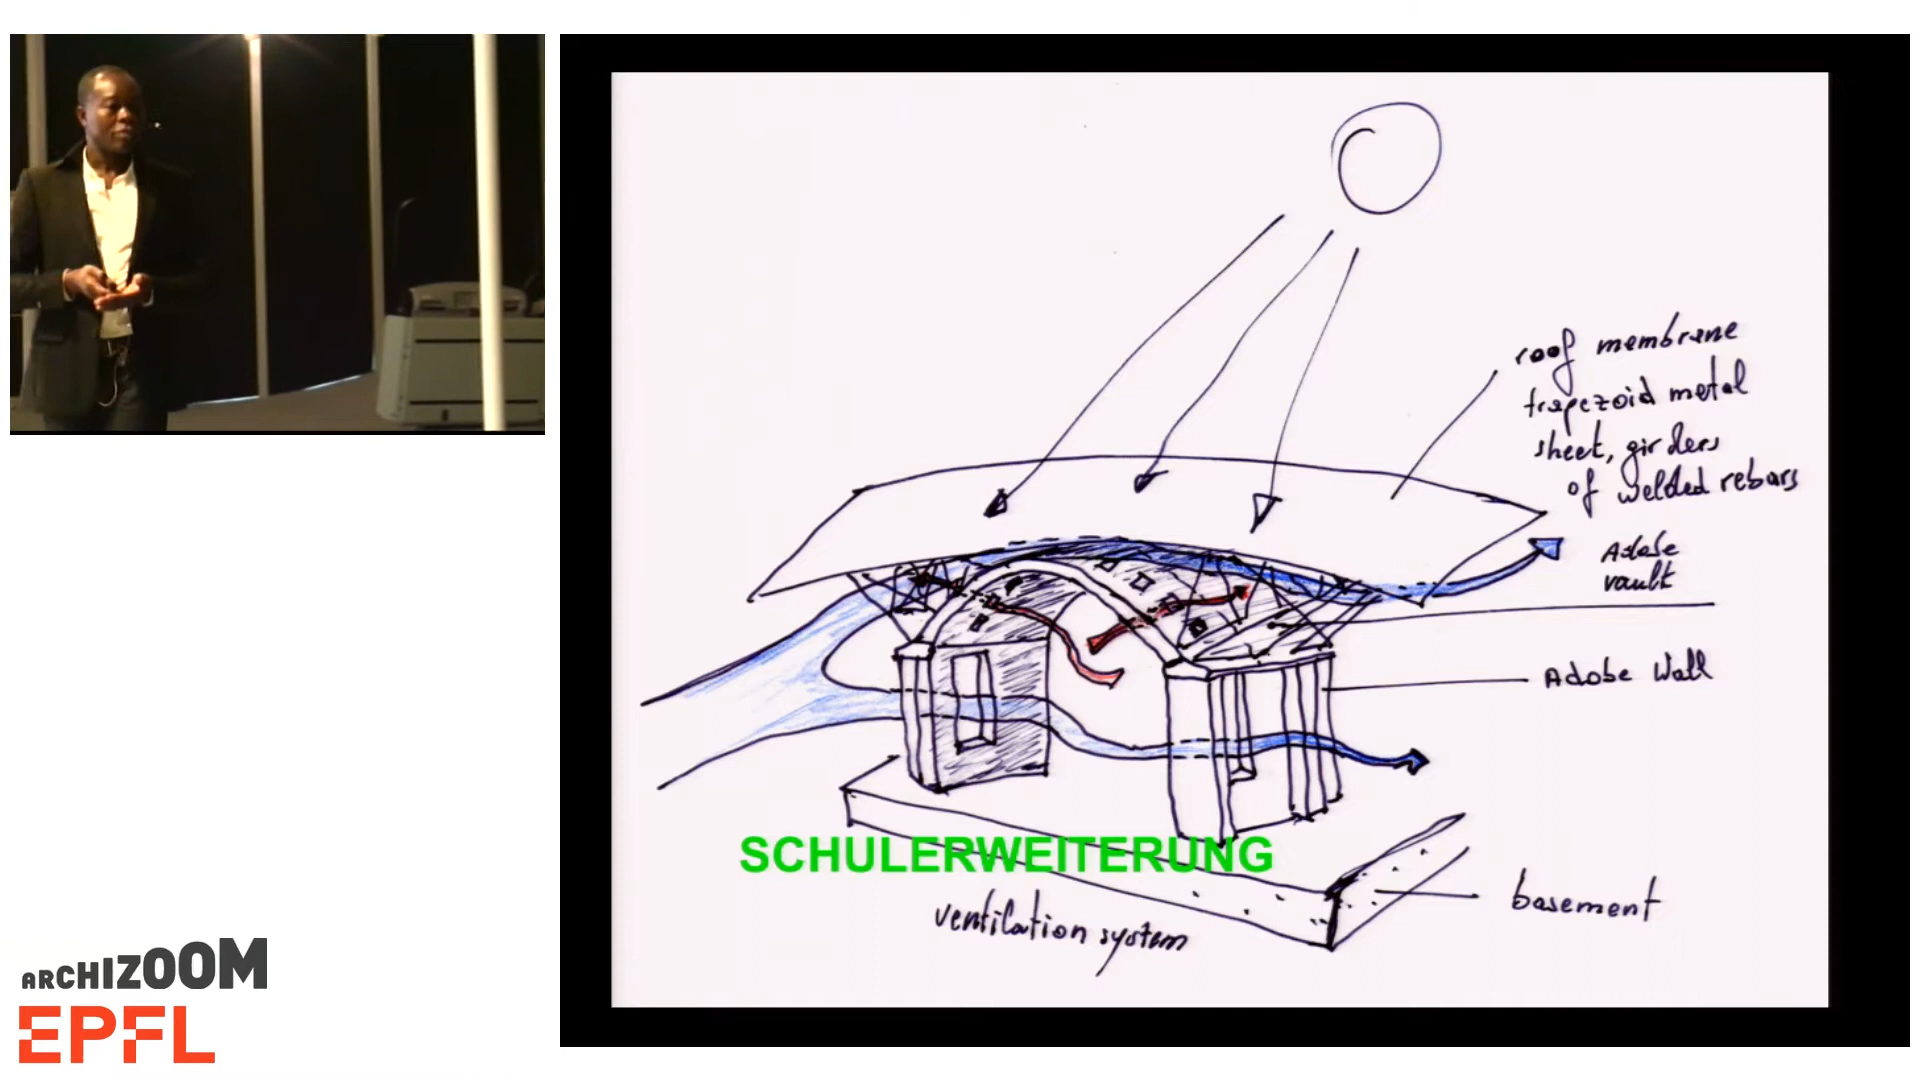 roof membrane
trapezoid metal
sheet, girders
of welded rebars
Adobe
vault
Adobe Wall
SCHULERWEITERUNG
basement
ventilation system
ARCHIZOOM
EPFL